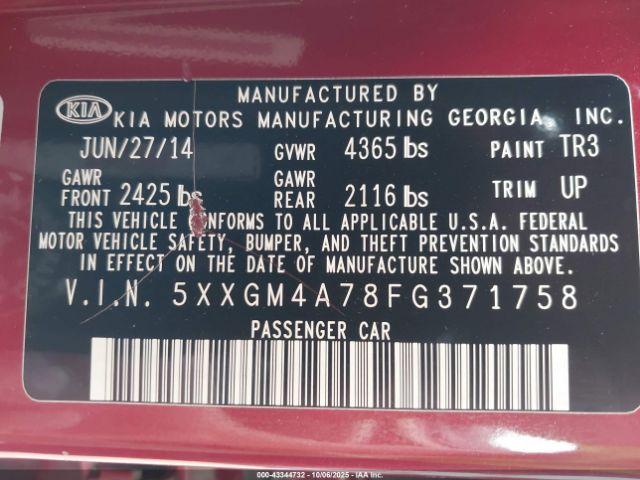 MANUFACTURED BY
KIA KIA MOTORS MANUFACTURING GEORGIA, INC.
JUN/27/14 GVWR 4365 lbs PAINT TR3
GAWR FRONT 2425 lbs GAWR REAR 2116 lbs TRIM UP
THIS VEHICLE CONFORMS TO ALL APPLICABLE U.S.A. FEDERAL
MOTOR VEHICLE SAFETY, BUMPER, AND THEFT PREVENTION STANDARDS
IN EFFECT ON THE DATE OF MANUFACTURE SHOWN ABOVE.
V.I.N. 5XXGM4A78FG371758
PASSENGER CAR
000-43344732 - 10/06/2025 - IAA Inc.